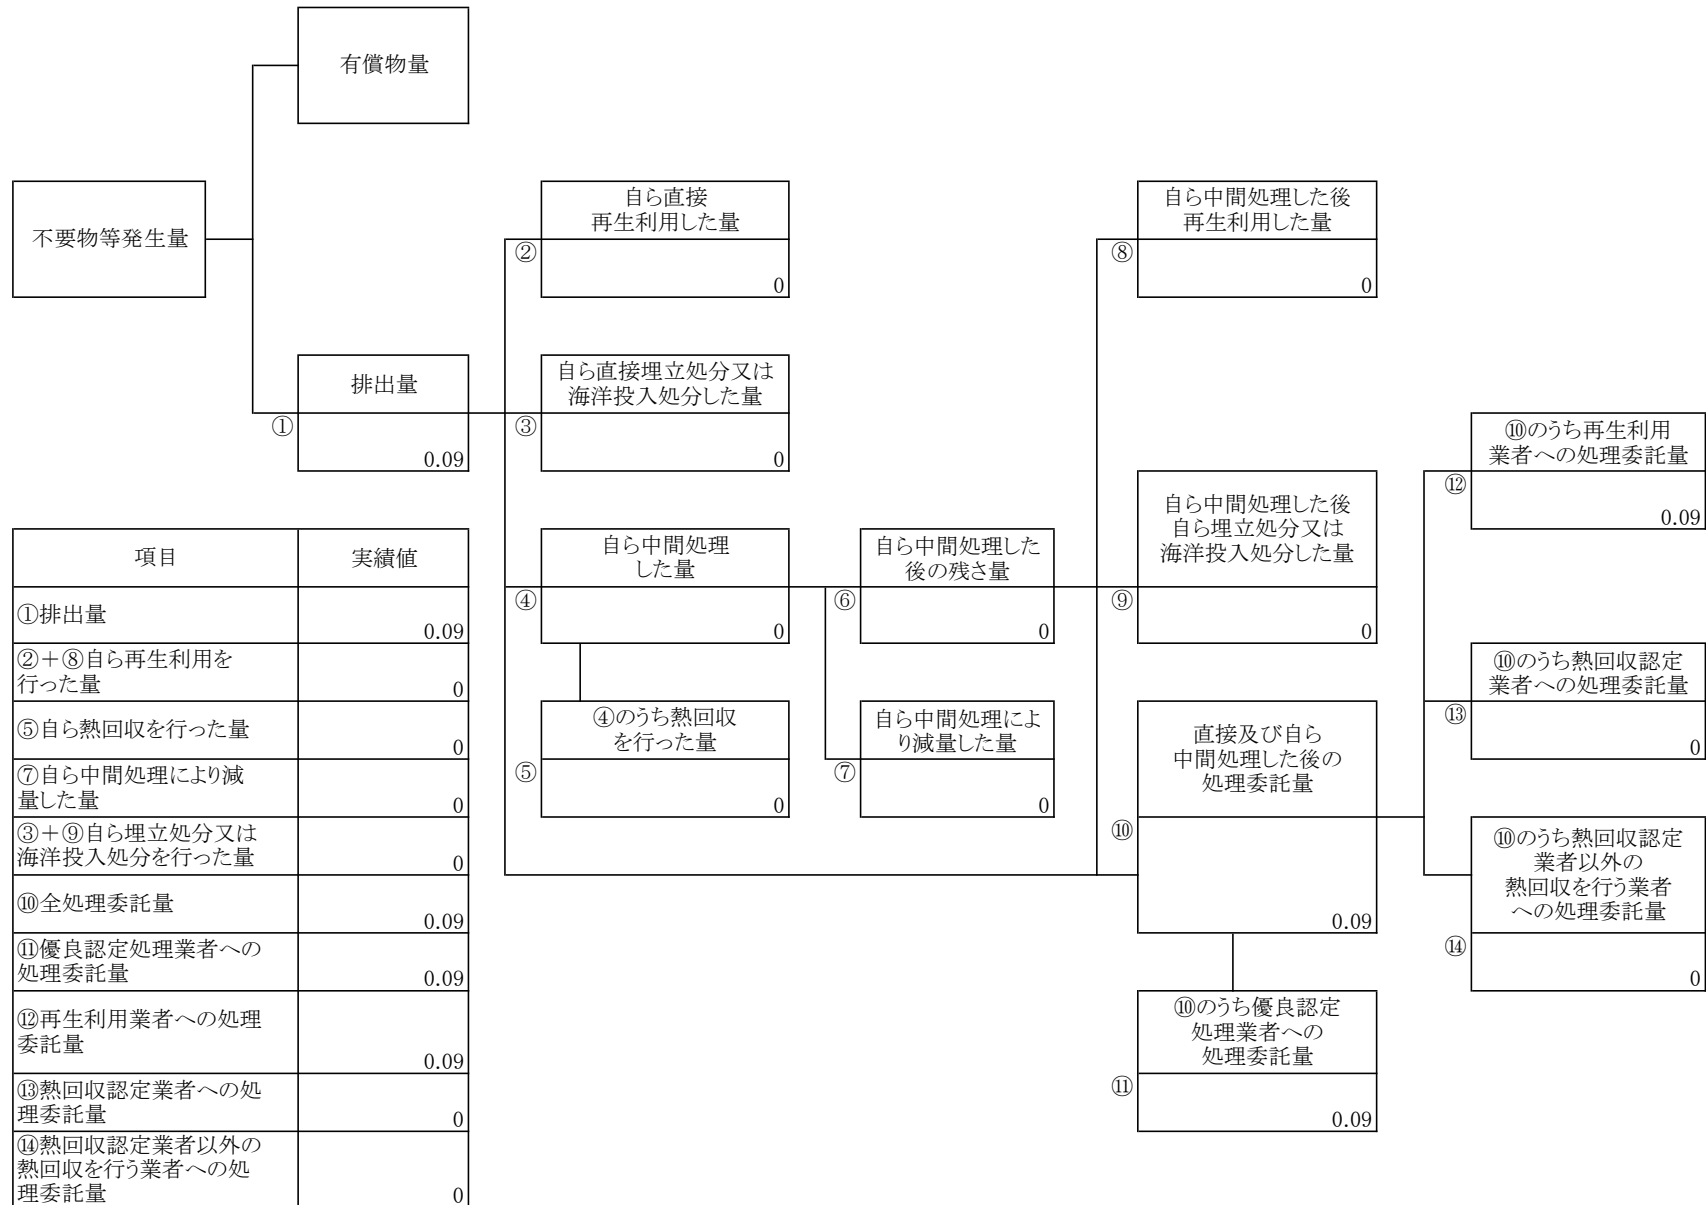 有償物量
不要物等発生量
自ら直接
再生利用した量
②
0
自ら中間処理した後
再生利用した量
⑧
0
排出量
①
0.09
自ら直接埋立処分又は
海洋投入処分した量
③
0
⑩のうち再生利用
業者への処理委託量
⑫
0.09
自ら中間処理
した量
④
0
自ら中間処理した
後の残さ量
⑥
0
自ら中間処理した後
自ら埋立処分又は
海洋投入処分した量
⑨
0
⑩のうち熱回収認定
業者への処理委託量
⑬
0
④のうち熱回収
を行った量
⑤
0
自ら中間処理によ
り減量した量
⑦
0
直接及び自ら
中間処理した後の
処理委託量
⑩
0.09
⑩のうち熱回収認定
業者以外の
熱回収を行う業者
への処理委託量
⑭
0
⑩のうち優良認定
処理業者への
処理委託量
⑪
0.09
項目 実績値
①排出量
0.09
②+⑧自ら再生利用を
行った量
0
⑤自ら熱回収を行った量
0
⑦自ら中間処理により減
量した量
0
③+⑨自ら埋立処分又は
海洋投入処分を行った量
0
⑩全処理委託量
0.09
⑪優良認定処理業者への
処理委託量
0.09
⑫再生利用業者への処理
委託量
0.09
⑬熱回収認定業者への処
理委託量
0
⑭熱回収認定業者以外の
熱回収を行う業者への処
理委託量
0